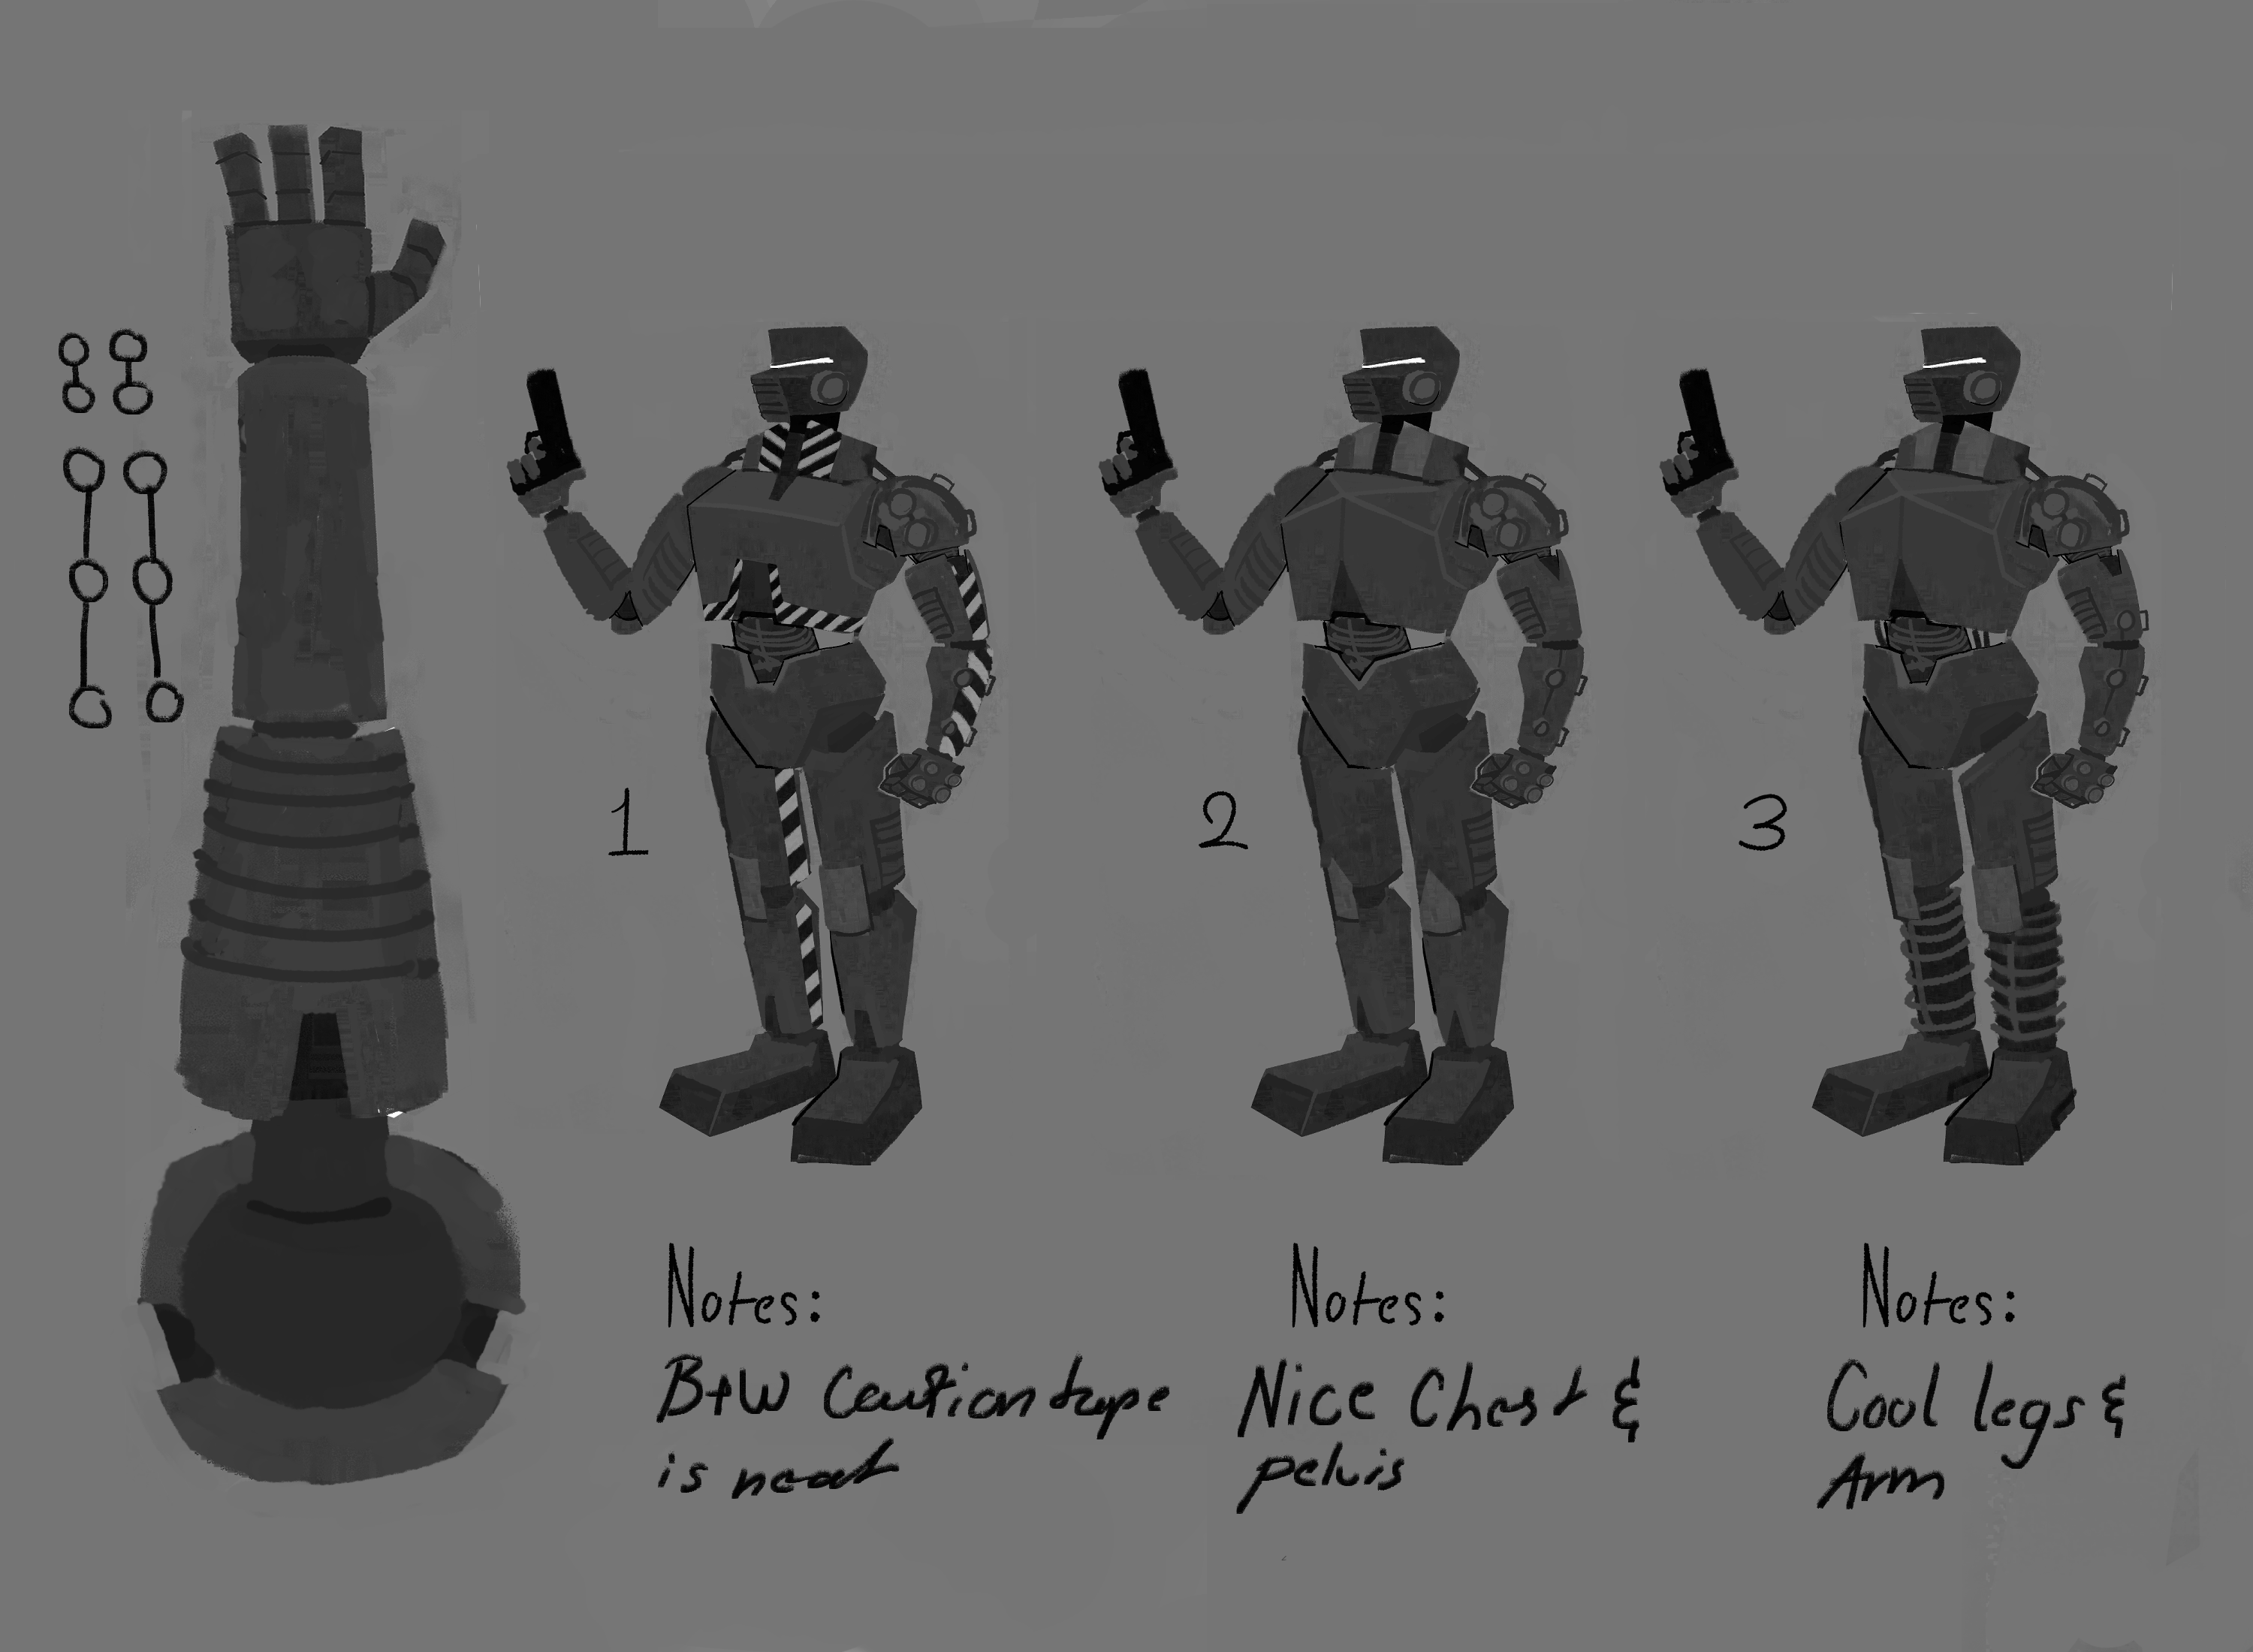 1
2
3
Notes:
B+W Caution tape
is neat
Notes:
Nice Chest &
pelvis
Notes:
Cool legs &
Arm